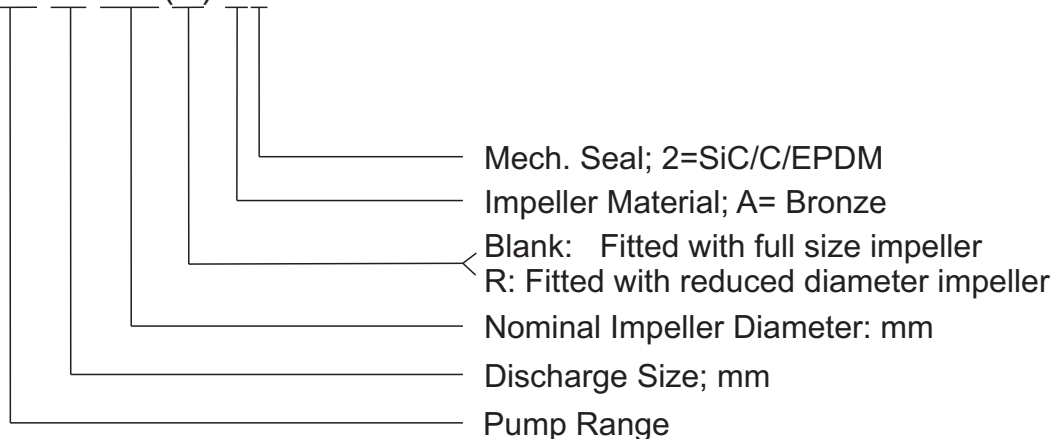 Mech. Seal; 2=SiC/C/EPDM
Impeller Material; A= Bronze
Blank: Fitted with full size impeller
R: Fitted with reduced diameter impeller
Nominal Impeller Diameter: mm
Discharge Size; mm
Pump Range